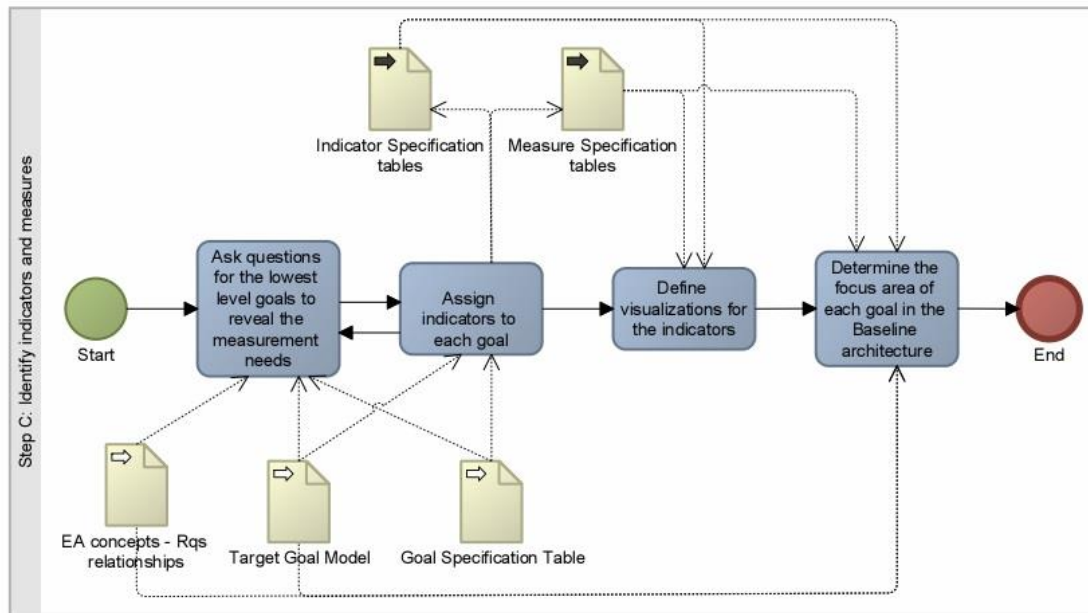 Step C: Identify indicators and measures
Indicator Specification
tables
Measure Specification
tables
Start
Ask questions
for the lowest
level goals to
reveal the
measurement
needs
Assign
indicators to
each goal
Define
visualizations for
the indicators
Determine the
focus area of
each goal in the
Baseline
architecture
End
EA concepts - Rqs
relationships
Target Goal Model
Goal Specification Table